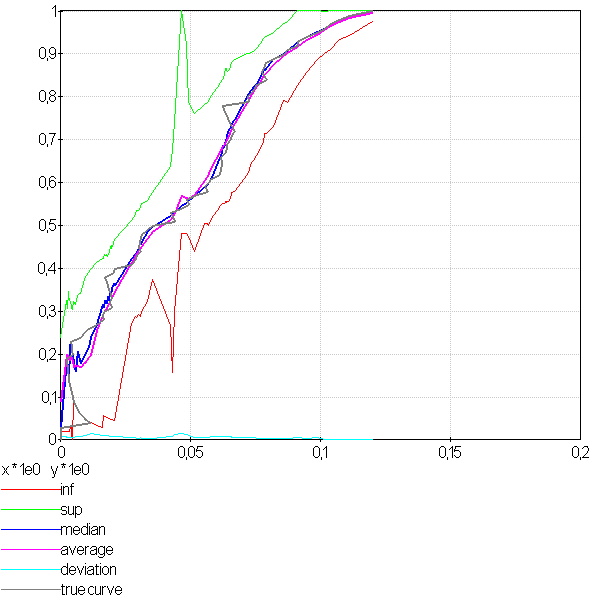 1
0,9
0,8
0,7
0,6
0,5
0,4
0,3
0,2
0,1
0
0 0,05 0,1 0,15 0,2
x*1e0 y*1e0
inf
sup
median
average
deviation
true curve